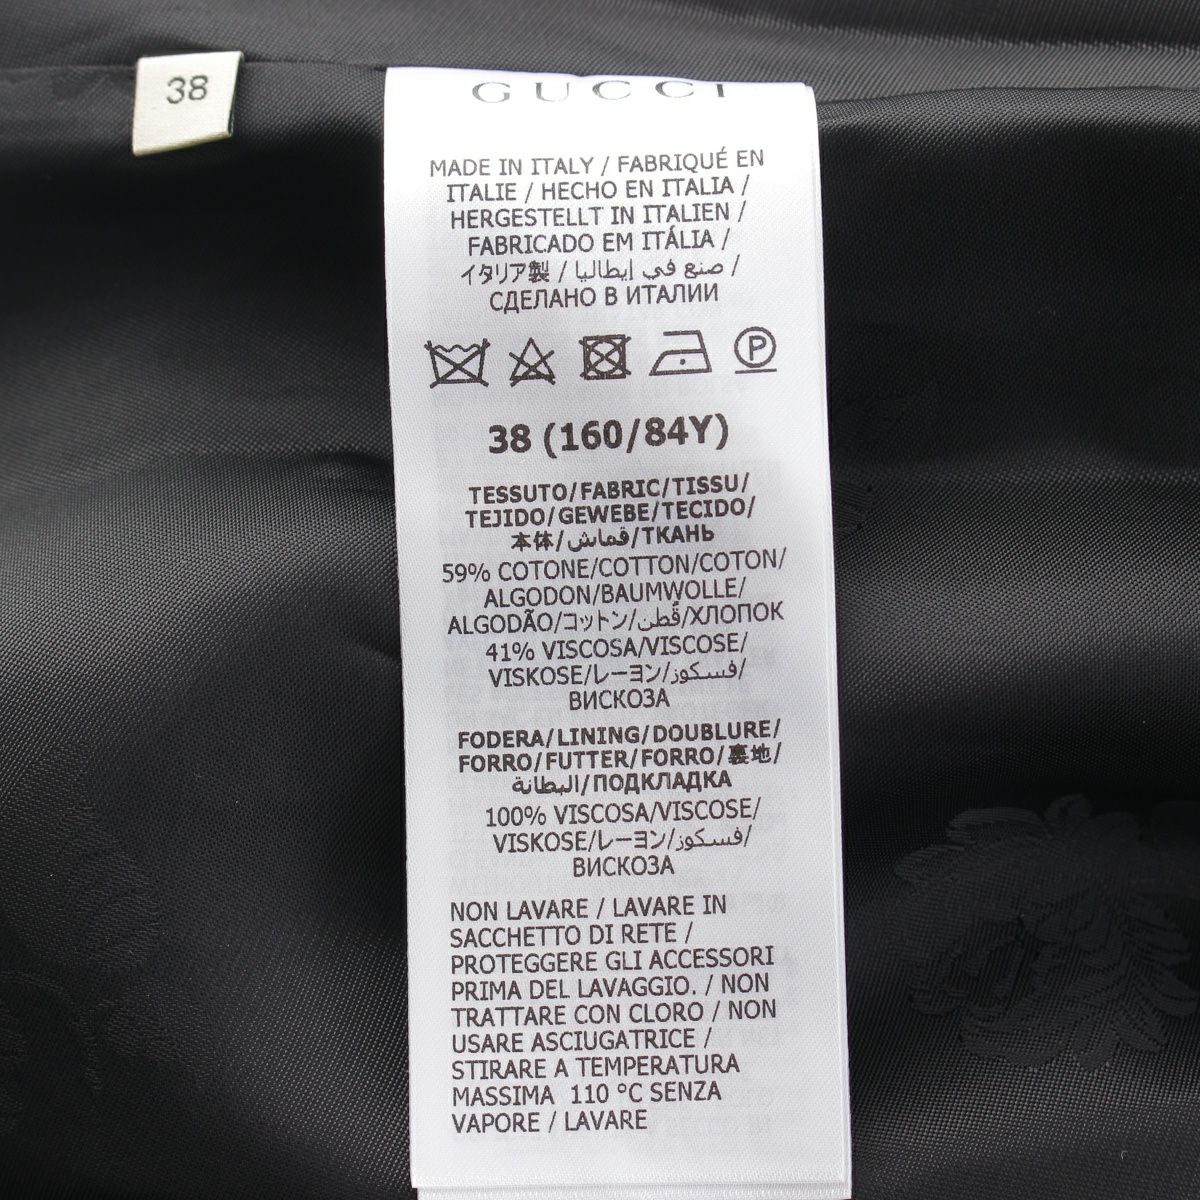 38
GUCCI
MADE IN ITALY / FABRIQUÉ EN
ITALIE / HECHO EN ITALIA /
HERGESTELLT IN ITALIEN /
FABRICADO EM ITÁLIA /
イタリア製 / صنع في إيطاليا /
СДЕЛАНО В ИТАЛИИ
P
38 (160/84Y)
TESSUTO/FABRIC/TISSU/
TEJIDO/GEWEBE/TECIDO/
本体/قماش/ТКАНЬ
59% COTONE/COTTON/COTON/
ALGODON/BAUMWOLLE/
ALGODÃO/コットン/قُطن/ХЛОПОК
41% VISCOSA/VISCOSE/
VISKOSE/レーヨン/فسكوز/
ВИСКОЗА
FODERA/LINING/DOUBLURE/
FORRO/FUTTER/FORRO/裏地/
البطانة/ПОДКЛАДКА
100% VISCOSA/VISCOSE/
VISKOSE/レーヨン/فسكوز/
ВИСКОЗА
NON LAVARE / LAVARE IN
SACCHETTO DI RETE /
PROTEGGERE GLI ACCESSORI
PRIMA DEL LAVAGGIO. / NON
TRATTARE CON CLORO / NON
USARE ASCIUGATRICE /
STIRARE A TEMPERATURA
MASSIMA 110 °C SENZA
VAPORE / LAVARE